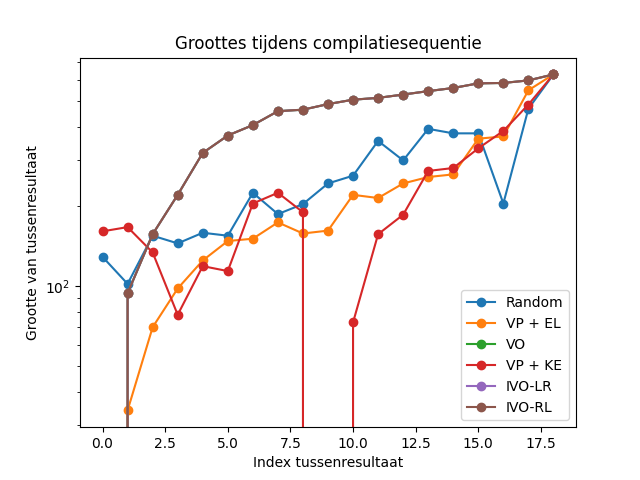 Groottes tijdens compilatiesequentie
Grootte van tussenresultaat
10²
0.0 2.5 5.0 7.5 10.0 12.5 15.0 17.5
Index tussenresultaat
Random
VP + EL
VO
VP + KE
IVO-LR
IVO-RL